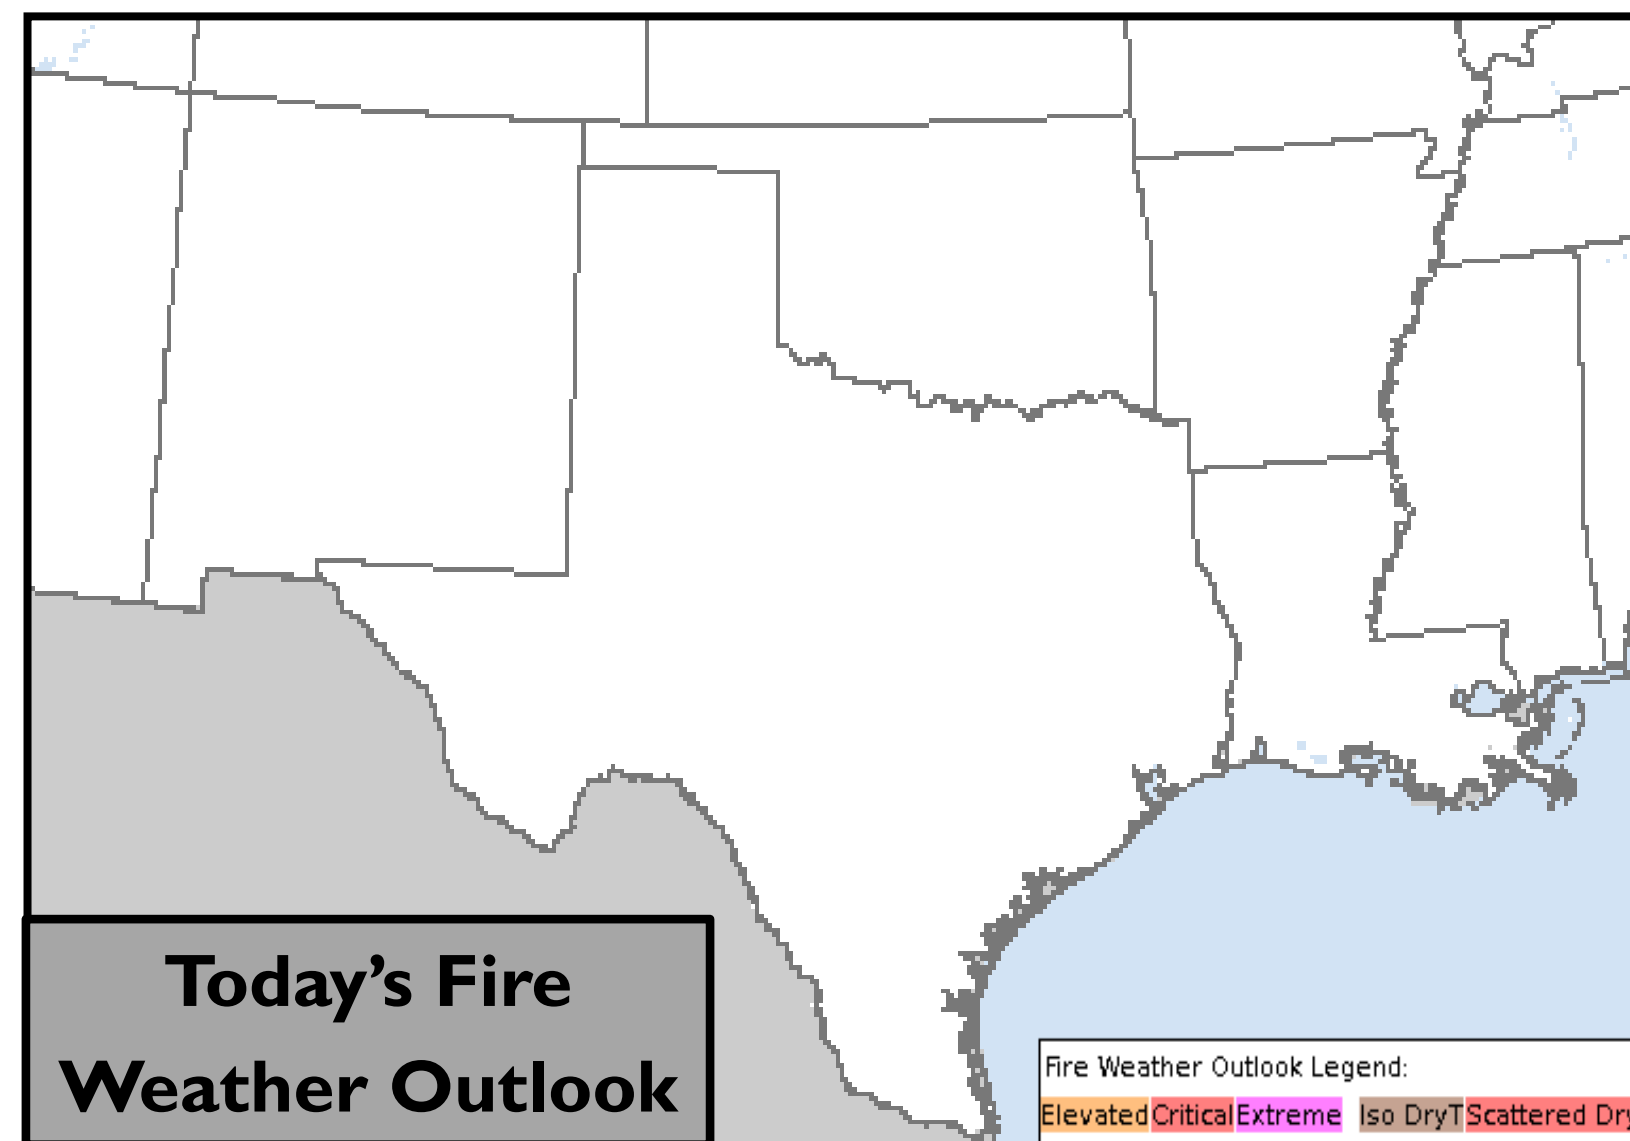 Today’s Fire
Weather Outlook
Fire Weather Outlook Legend:
Elevated Critical Extreme Iso DryT Scattered Dry